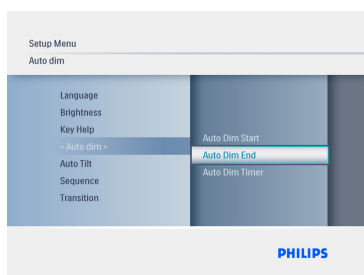 Setup Menu
Auto dim
Language
Brightness
Key Help
« Auto dim »
Auto Tilt
Sequence
Transition
Auto Dim Start
Auto Dim End
Auto Dim Timer
PHILIPS